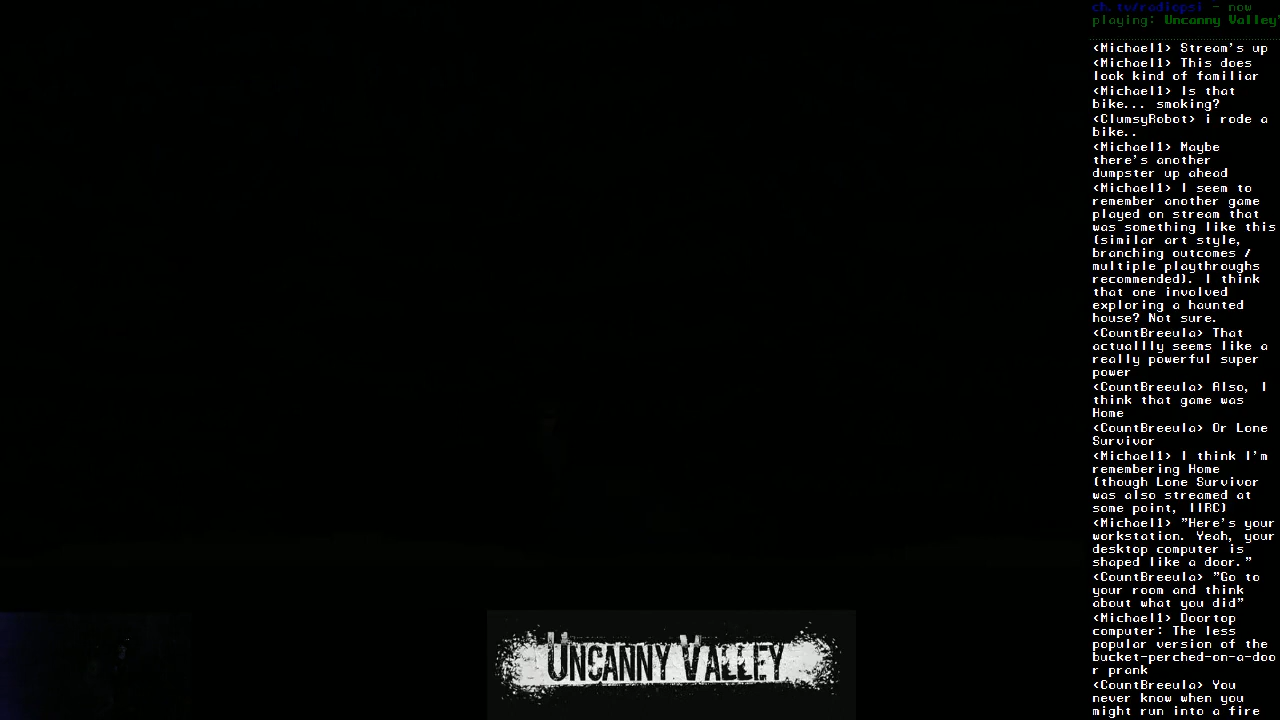 ch.tv/radiopsi - now
playing: Uncanny Valley'
<Michael1> Stream's up
<Michael1> This does
look kind of familiar
<Michael1> Is that
bike... smoking?
<ClumsyRobot> i rode a
bike..
<Michael1> Maybe
there's another
dumpster up ahead
<Michael1> I seem to
remember another game
played on stream that
was something like this
(similar art style,
branching outcomes /
multiple playthroughs
recommended). I think
that one involved
exploring a haunted
house? Not sure.
<CountBreeula> That
actuallly seems like a
really powerful super
power
<CountBreeula> Also, I
think that game was
Home
<CountBreeula> Or Lone
Survivor
<Michael1> I think I'm
remembering Home
(though Lone Survivor
was also streamed at
some point, IIRC)
<Michael1> "Here's your
workstation. Yeah, your
desktop computer is
shaped like a door."
<CountBreeula> "Go to
your room and think
about what you did"
<Michael1> Doortop
computer: The less
popular version of the
bucket-perched-on-a-doo
r prank
<CountBreeula> You
never know when you
might run into a fire
UNCANNY VALLEY